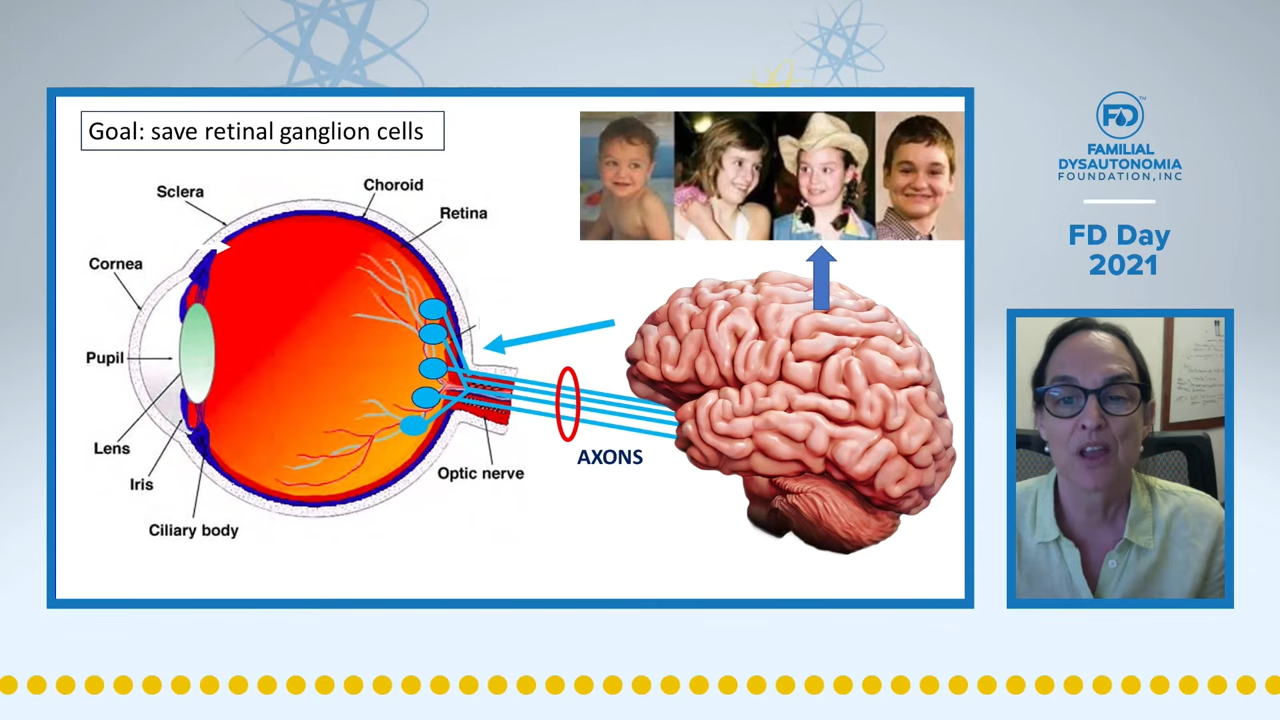 Goal: save retinal ganglion cells
Sclera
Choroid
Retina
Cornea
Pupil
Lens
Iris
Ciliary body
Optic nerve
AXONS
FD™
FAMILIAL
DYSAUTONOMIA
FOUNDATION, INC
FD Day
2021